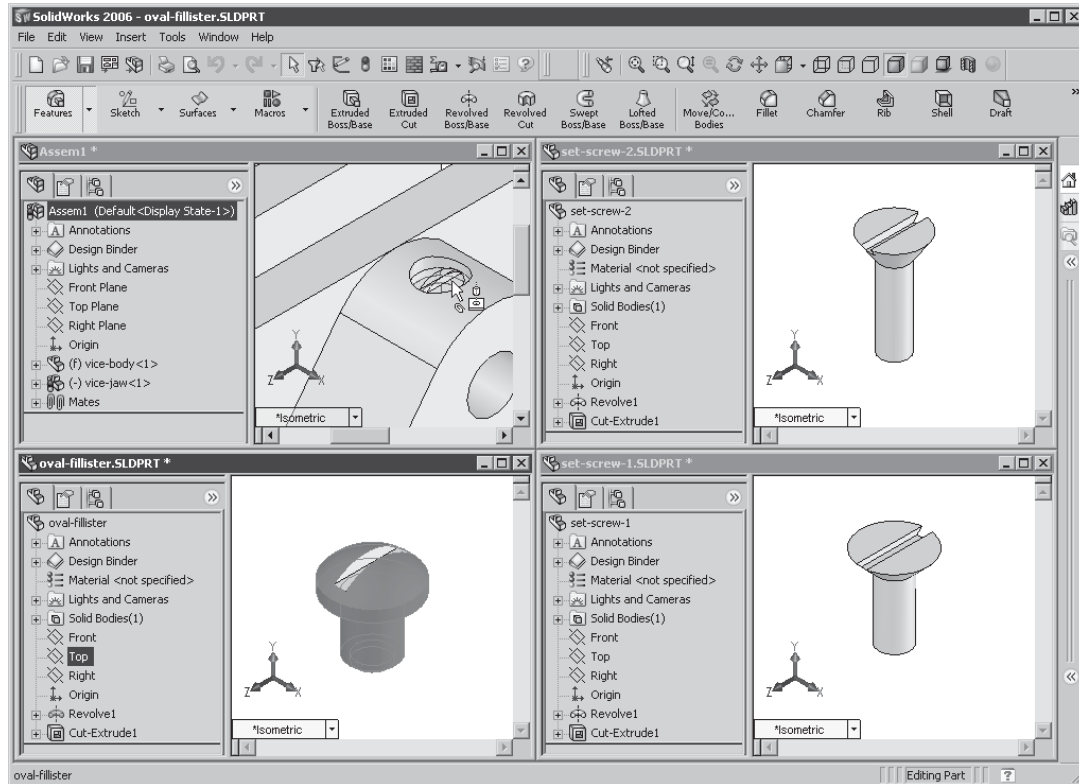 SolidWorks 2006 - oval-fillister.SLDPRT
File Edit View Insert Tools Window Help
Features Sketch Surfaces Macros Extruded Boss/Base Extruded Cut Revolved Boss/Base Revolved Cut Swept Boss/Base Lofted Boss/Base Move/Co... Bodies Fillet Chamfer Rib Shell Draft
Assem1 *
Assem1 (Default<Display State-1>)
Annotations
Design Binder
Lights and Cameras
Front Plane
Top Plane
Right Plane
Origin
(f) vice-body<1>
(-) vice-jaw<1>
Mates
Y
Z X
*Isometric
set-screw-2.SLDPRT *
set-screw-2
Annotations
Design Binder
Material <not specified>
Lights and Cameras
Solid Bodies(1)
Front
Top
Right
Origin
Revolve1
Cut-Extrude1
Y
Z X
*Isometric
oval-fillister.SLDPRT *
oval-fillister
Annotations
Design Binder
Material <not specified>
Lights and Cameras
Solid Bodies(1)
Front
Top
Right
Origin
Revolve1
Cut-Extrude1
Y
Z X
*Isometric
set-screw-1.SLDPRT *
set-screw-1
Annotations
Design Binder
Material <not specified>
Lights and Cameras
Solid Bodies(1)
Front
Top
Right
Origin
Revolve1
Cut-Extrude1
Y
Z X
*Isometric
oval-fillister
Editing Part